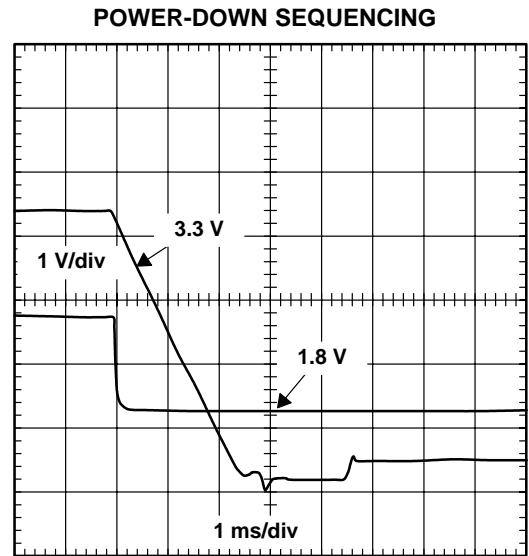 POWER-DOWN SEQUENCING
3.3 V
1 V/div
1.8 V
1 ms/div